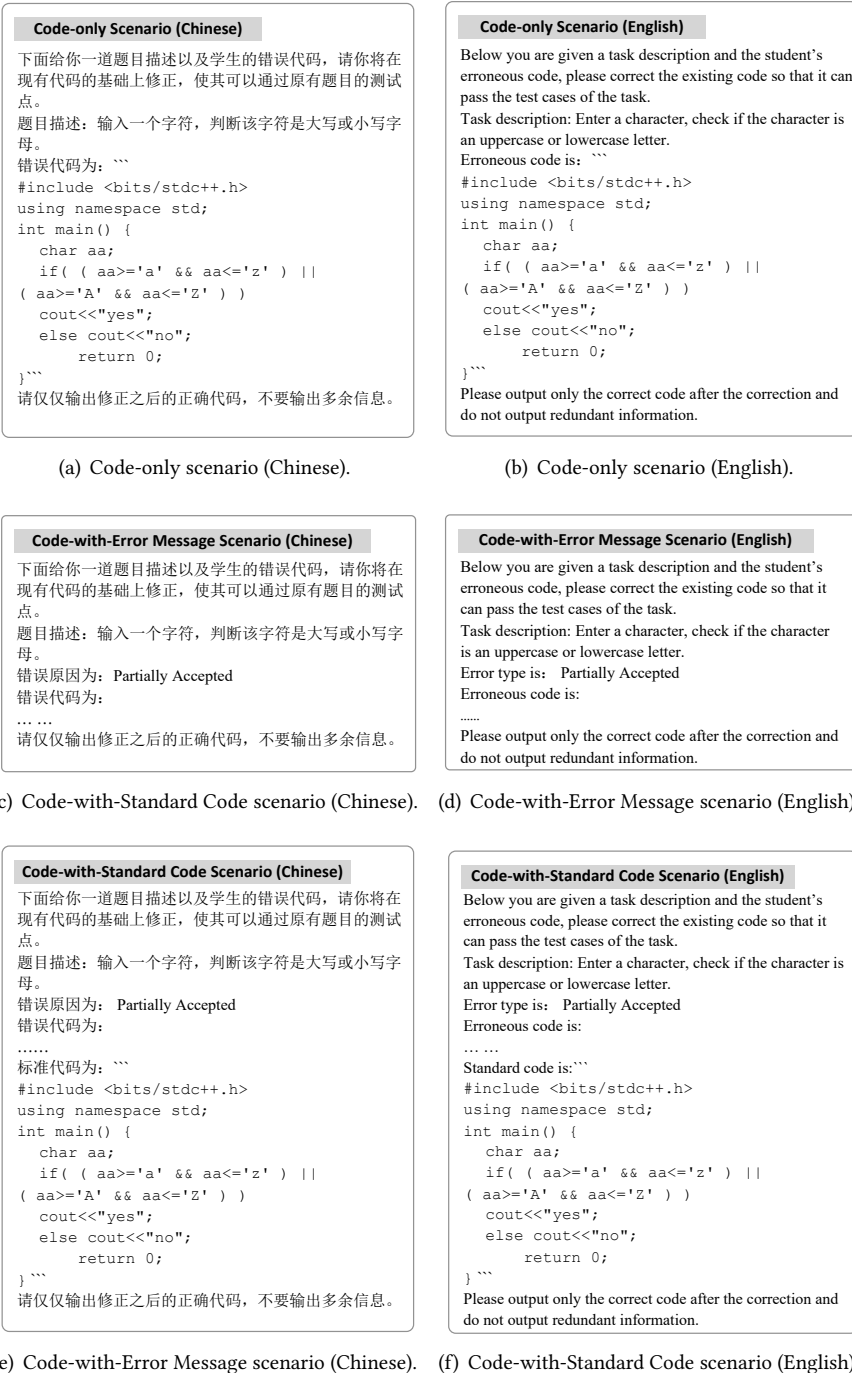 Code-only Scenario (Chinese)
下面给你一道题目描述以及学生的错误代码，请你将在
现有代码的基础上修正，使其可以通过原有题目的测试
点。
题目描述：输入一个字符，判断该字符是大写或小写字
母。
错误代码为：```
#include <bits/stdc++.h>
using namespace std;
int main() {
char aa;
if( ( aa>='a' && aa<='z' ) ||
( aa>='A' && aa<='Z' ) )
cout<<"yes";
else cout<<"no";
return 0;
}```
请仅仅输出修正之后的正确代码，不要输出多余信息。
(a) Code-only scenario (Chinese).
Code-only Scenario (English)
Below you are given a task description and the student's
erroneous code, please correct the existing code so that it can
pass the test cases of the task.
Task description: Enter a character, check if the character is
an uppercase or lowercase letter.
Erroneous code is：```
#include <bits/stdc++.h>
using namespace std;
int main() {
char aa;
if( ( aa>='a' && aa<='z' ) ||
( aa>='A' && aa<='Z' ) )
cout<<"yes";
else cout<<"no";
return 0;
}```
Please output only the correct code after the correction and
do not output redundant information.
(b) Code-only scenario (English).
Code-with-Error Message Scenario (Chinese)
下面给你一道题目描述以及学生的错误代码，请你将在
现有代码的基础上修正，使其可以通过原有题目的测试
点。
题目描述：输入一个字符，判断该字符是大写或小写字
母。
错误原因为：Partially Accepted
错误代码为：
... ...
请仅仅输出修正之后的正确代码，不要输出多余信息。
c) Code-with-Standard Code scenario (Chinese).
Code-with-Error Message Scenario (English)
Below you are given a task description and the student's
erroneous code, please correct the existing code so that it
can pass the test cases of the task.
Task description: Enter a character, check if the character
is an uppercase or lowercase letter.
Error type is： Partially Accepted
Erroneous code is:
......
Please output only the correct code after the correction and
do not output redundant information.
(d) Code-with-Error Message scenario (English)
Code-with-Standard Code Scenario (Chinese)
下面给你一道题目描述以及学生的错误代码，请你将在
现有代码的基础上修正，使其可以通过原有题目的测试
点。
题目描述：输入一个字符，判断该字符是大写或小写字
母。
错误原因为： Partially Accepted
错误代码为：
......
标准代码为：```
#include <bits/stdc++.h>
using namespace std;
int main() {
char aa;
if( ( aa>='a' && aa<='z' ) ||
( aa>='A' && aa<='Z' ) )
cout<<"yes";
else cout<<"no";
return 0;
} ```
请仅仅输出修正之后的正确代码，不要输出多余信息。
e) Code-with-Error Message scenario (Chinese).
Code-with-Standard Code Scenario (English)
Below you are given a task description and the student's
erroneous code, please correct the existing code so that it
can pass the test cases of the task.
Task description: Enter a character, check if the character is
an uppercase or lowercase letter.
Error type is： Partially Accepted
Erroneous code is:
... ...
Standard code is:```
#include <bits/stdc++.h>
using namespace std;
int main() {
char aa;
if( ( aa>='a' && aa<='z' ) ||
( aa>='A' && aa<='Z' ) )
cout<<"yes";
else cout<<"no";
return 0;
} ```
Please output only the correct code after the correction and
do not output redundant information.
(f) Code-with-Standard Code scenario (English)